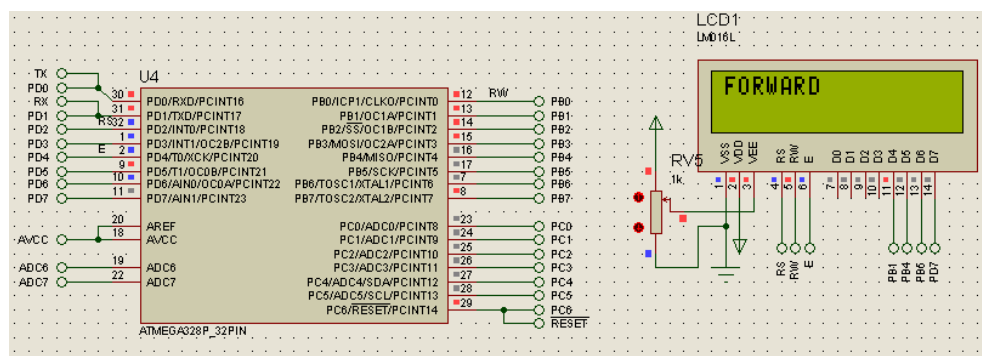 LCD1
LM016L
FORWARD
VSS
VDD
VEE
RS
RW
E
D0
D1
D2
D3
D4
D5
D6
D7
1
2
3
4
5
6
7
8
9
10
11
12
13
14
RV5
1k
RS
RW
E
PB1
PB4
PB5
PD7
U4
TX
PD0
RX
PD1
PD2
PD3
PD4
PD5
PD6
PD7
RS
E
30 PD0/RXD/PCINT16
31 PD1/TXD/PCINT17
32 PD2/INT0/PCINT18
1 PD3/INT1/OC2B/PCINT19
2 PD4/T0/XCK/PCINT20
9 PD5/T1/OC0B/PCINT21
10 PD6/AIN0/OC0A/PCINT22
11 PD7/AIN1/PCINT23
20 AREF
AVCC 18 AVCC
ADC6 19 ADC6
ADC7 22 ADC7
PB0/ICP1/CLKO/PCINT0 12 RW PB0
PB1/OC1A/PCINT1 13 PB1
PB2/SS/OC1B/PCINT2 14 PB2
PB3/MOSI/OC2A/PCINT3 15 PB3
PB4/MISO/PCINT4 16 PB4
PB5/SCK/PCINT5 17 PB5
PB6/TOSC1/XTAL1/PCINT6 7 PB6
PB7/TOSC2/XTAL2/PCINT7 8 PB7
PC0/ADC0/PCINT8 23 PC0
PC1/ADC1/PCINT9 24 PC1
PC2/ADC2/PCINT10 25 PC2
PC3/ADC3/PCINT11 26 PC3
PC4/ADC4/SDA/PCINT12 27 PC4
PC5/ADC5/SCL/PCINT13 28 PC5
PC6/RESET/PCINT14 29 PC6
RESET
ATMEGA328P_32PIN